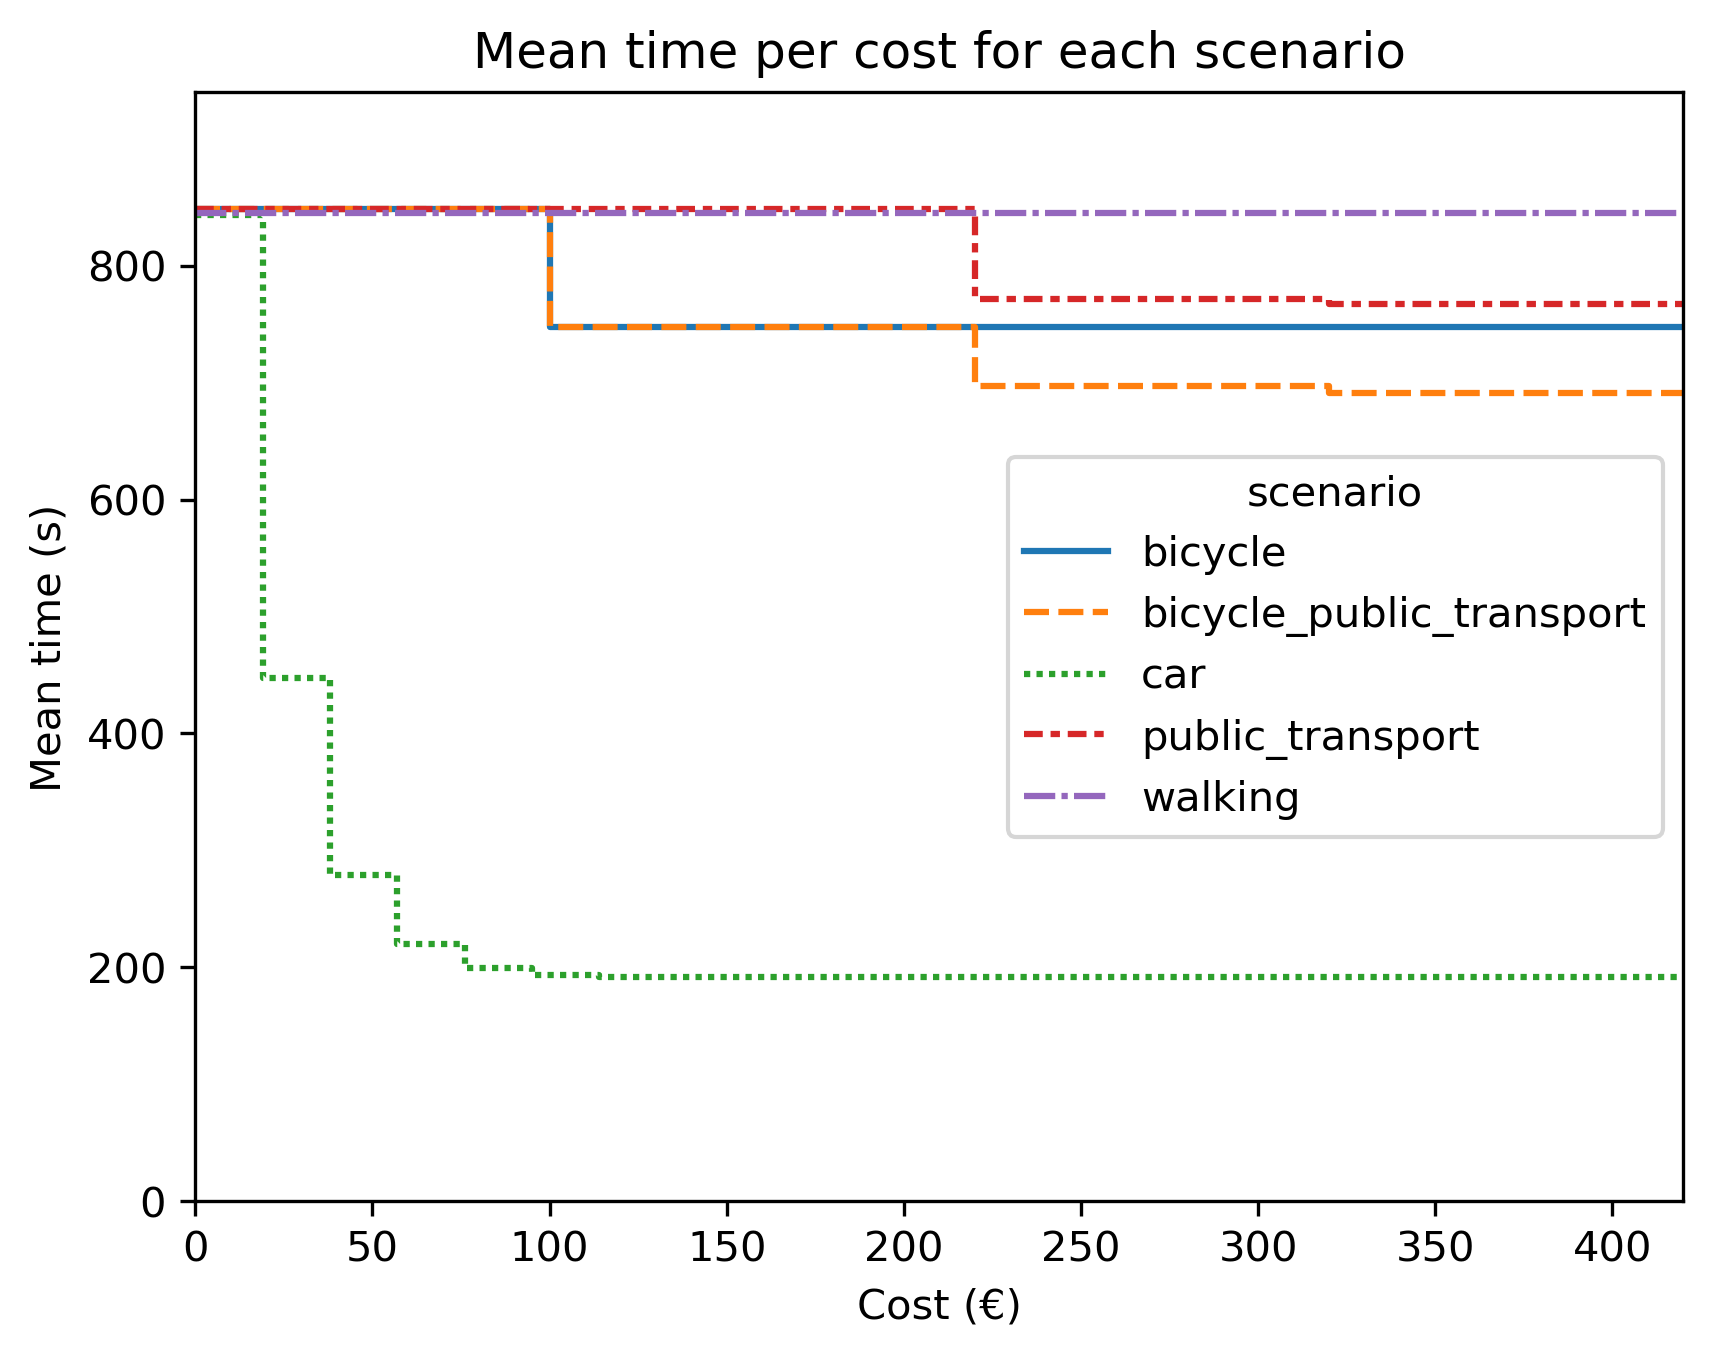 Mean time per cost for each scenario
Mean time (s)
800
600
400
200
0
0 50 100 150 200 250 300 350 400
Cost (€)
scenario
bicycle
bicycle_public_transport
car
public_transport
walking